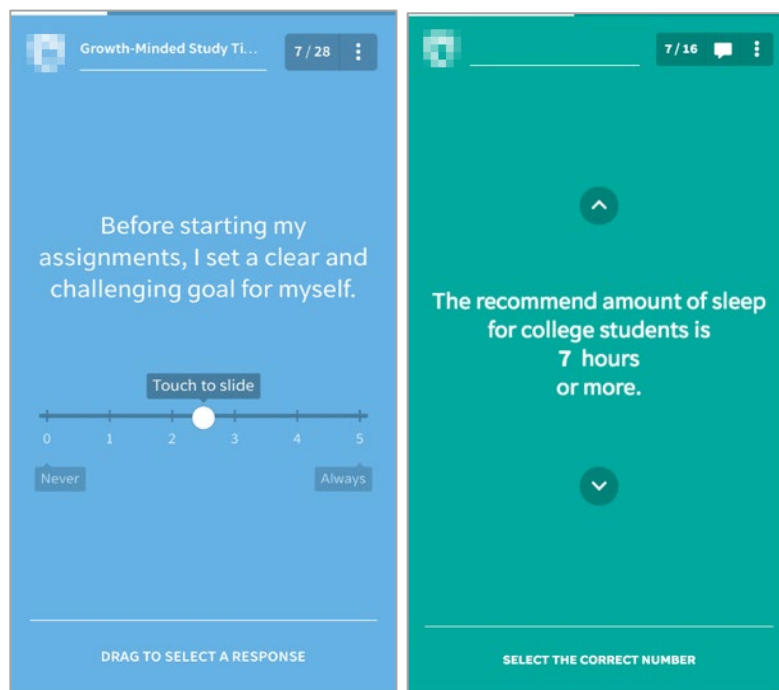 Growth-Minded Study Ti...
7 / 28
Before starting my
assignments, I set a clear and
challenging goal for myself.
Touch to slide
0 1 2 3 4 5
Never Always
DRAG TO SELECT A RESPONSE
7 / 16
The recommend amount of sleep
for college students is
7 hours
or more.
SELECT THE CORRECT NUMBER